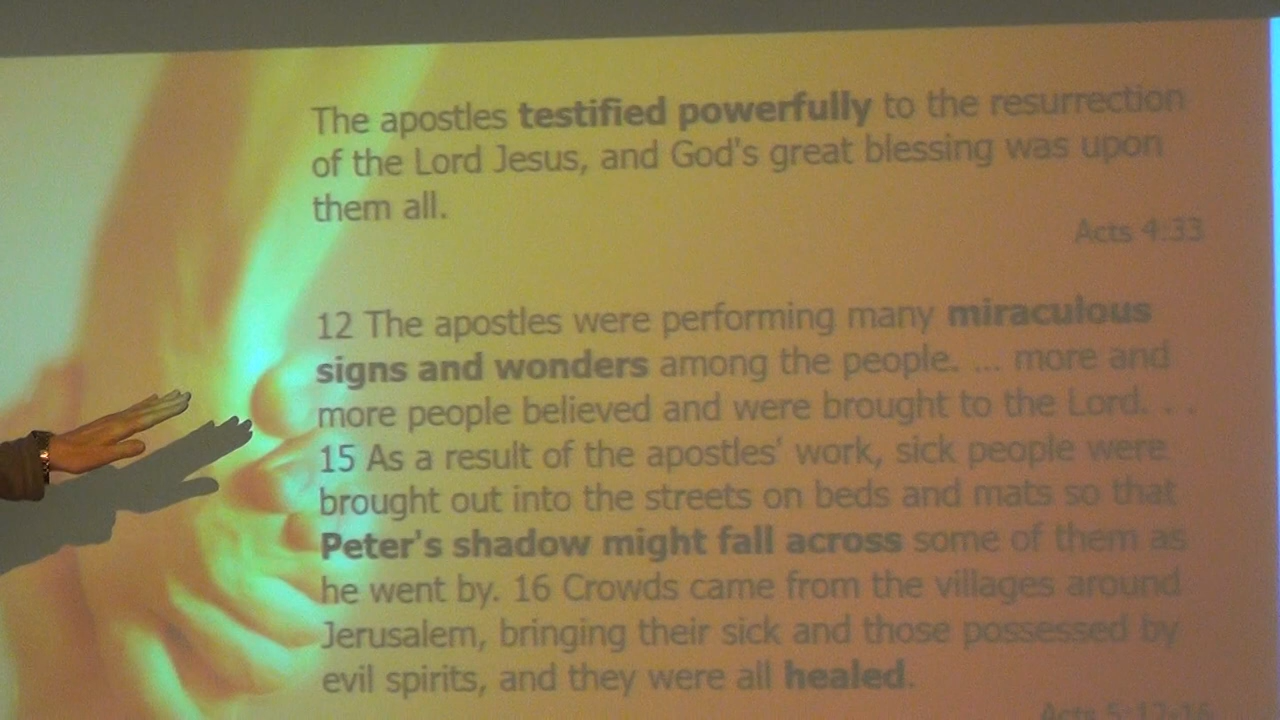 The apostles testified powerfully to the resurrection
of the Lord Jesus, and God's great blessing was upon
them all.
Acts 4:33
12 The apostles were performing many miraculous
signs and wonders among the people. ... more and
more people believed and were brought to the Lord. . .
15 As a result of the apostles' work, sick people were
brought out into the streets on beds and mats so that
Peter's shadow might fall across some of them as
he went by. 16 Crowds came from the villages around
Jerusalem, bringing their sick and those possessed by
evil spirits, and they were all healed.
Acts 5:12-16